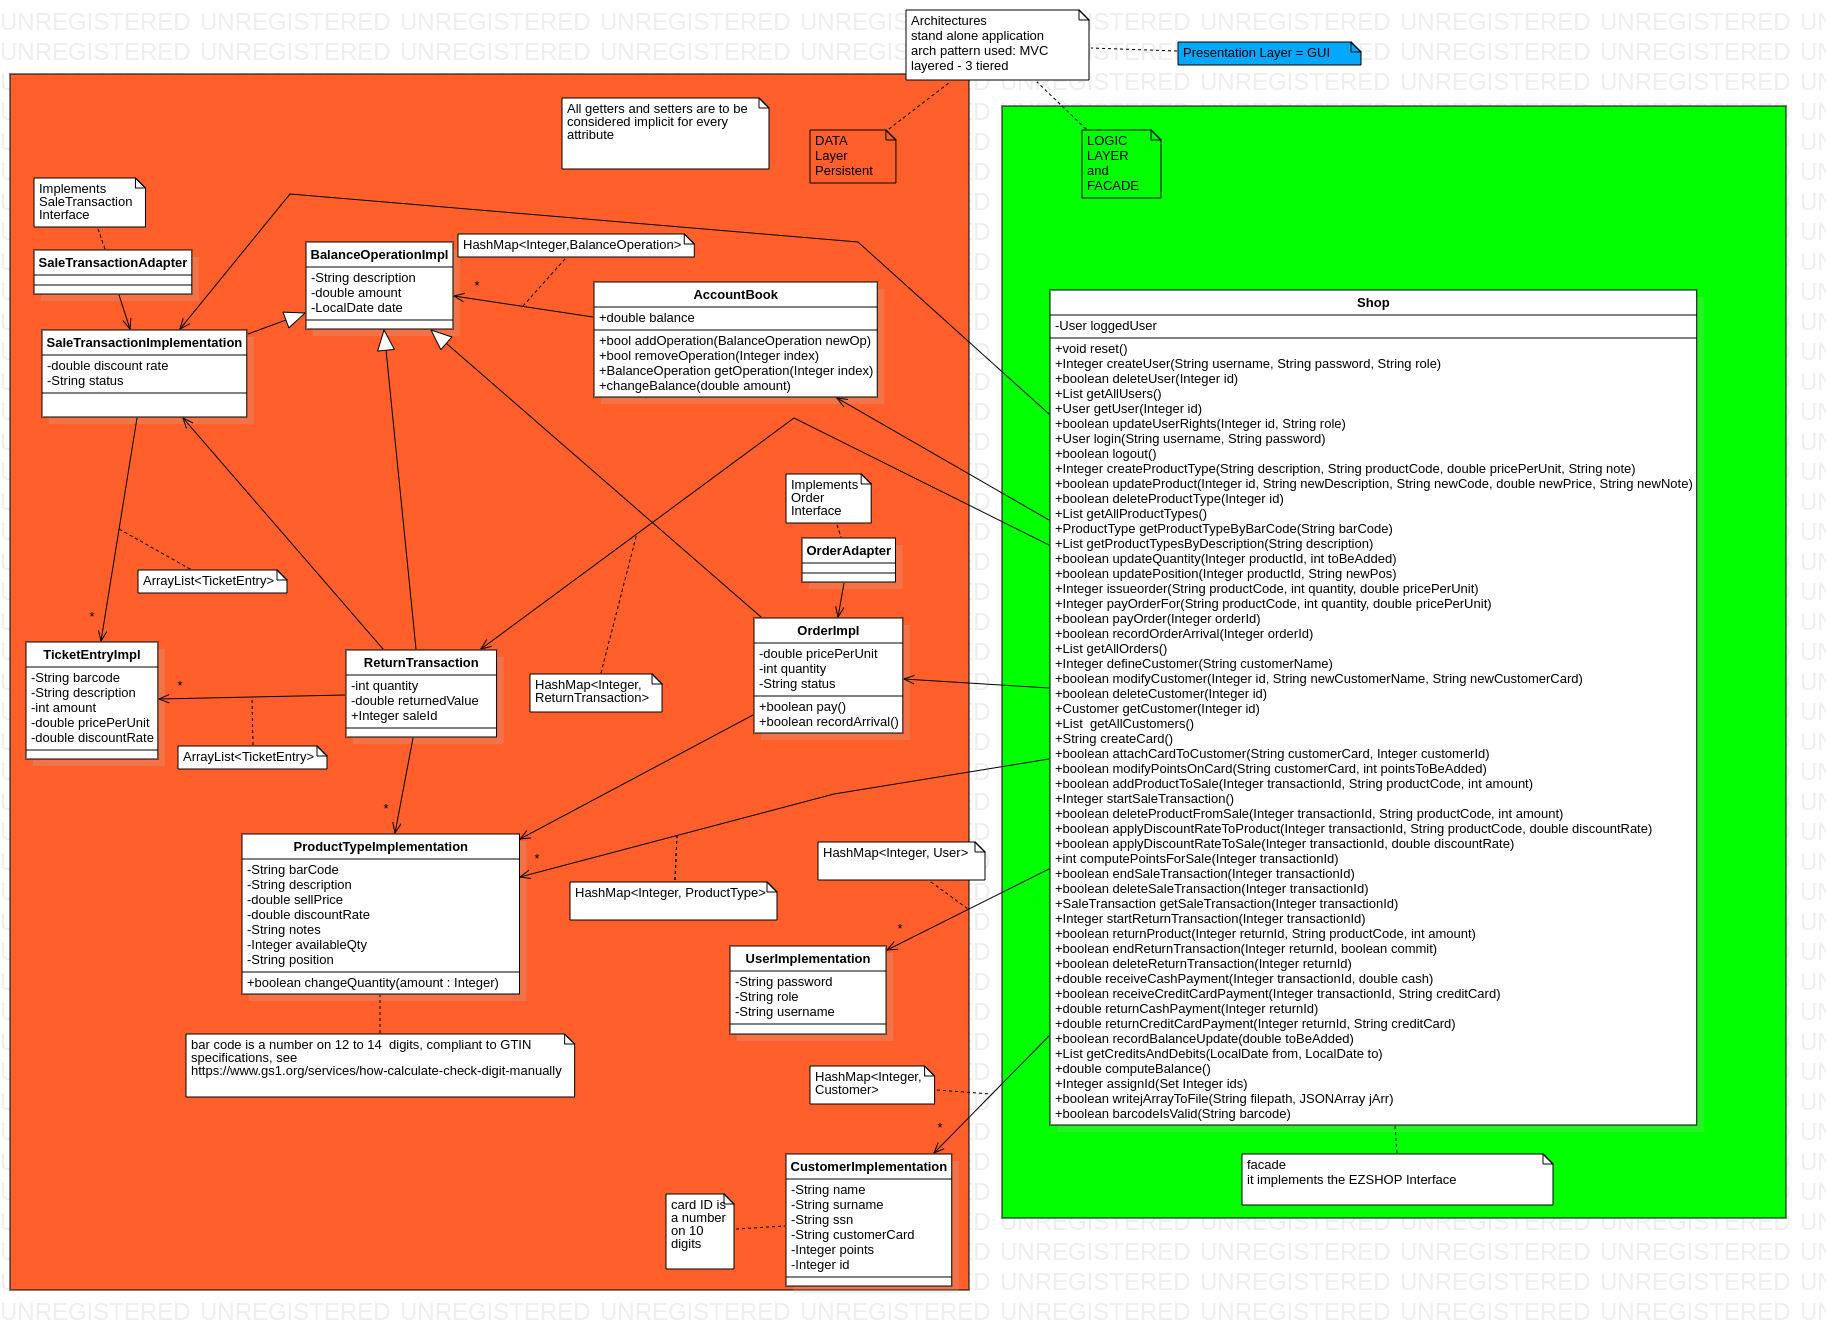 Architectures
stand alone application
arch pattern used: MVC
layered - 3 tiered
Presentation Layer = GUI
All getters and setters are to be
considered implicit for every
attribute
DATA
Layer
Persistent
LOGIC
LAYER
and
FACADE
Implements
SaleTransaction
Interface
SaleTransactionAdapter
BalanceOperationImpl
-String description
-double amount
-LocalDate date
HashMap<Integer,BalanceOperation>
*
AccountBook
+double balance
+bool addOperation(BalanceOperation newOp)
+bool removeOperation(Integer index)
+BalanceOperation getOperation(Integer index)
+changeBalance(double amount)
SaleTransactionImplementation
-double discount rate
-String status
Implements
Order
Interface
OrderAdapter
ArrayList<TicketEntry>
*
TicketEntryImpl
-String barcode
-String description
-int amount
-double pricePerUnit
-double discountRate
*
ArrayList<TicketEntry>
ReturnTransaction
-int quantity
-double returnedValue
+Integer saleId
HashMap<Integer,
ReturnTransaction>
OrderImpl
-double pricePerUnit
-int quantity
-String status
+boolean pay()
+boolean recordArrival()
*
ProductTypeImplementation
-String barCode
-String description
-double sellPrice
-double discountRate
-String notes
-Integer availableQty
-String position
+boolean changeQuantity(amount : Integer)
*
HashMap<Integer, ProductType>
HashMap<Integer, User>
*
UserImplementation
-String password
-String role
-String username
bar code is a number on 12 to 14  digits, compliant to GTIN
specifications, see
https://www.gs1.org/services/how-calculate-check-digit-manually
HashMap<Integer,
Customer>
*
CustomerImplementation
-String name
-String surname
-String ssn
-String customerCard
-Integer points
-Integer id
card ID is
a number
on 10
digits
Shop
-User loggedUser
+void reset()
+Integer createUser(String username, String password, String role)
+boolean deleteUser(Integer id)
+List getAllUsers()
+User getUser(Integer id)
+boolean updateUserRights(Integer id, String role)
+User login(String username, String password)
+boolean logout()
+Integer createProductType(String description, String productCode, double pricePerUnit, String note)
+boolean updateProduct(Integer id, String newDescription, String newCode, double newPrice, String newNote)
+boolean deleteProductType(Integer id)
+List getAllProductTypes()
+ProductType getProductTypeByBarCode(String barCode)
+List getProductTypesByDescription(String description)
+boolean updateQuantity(Integer productId, int toBeAdded)
+boolean updatePosition(Integer productId, String newPos)
+Integer issueorder(String productCode, int quantity, double pricePerUnit)
+Integer payOrderFor(String productCode, int quantity, double pricePerUnit)
+boolean payOrder(Integer orderId)
+boolean recordOrderArrival(Integer orderId)
+List getAllOrders()
+Integer defineCustomer(String customerName)
+boolean modifyCustomer(Integer id, String newCustomerName, String newCustomerCard)
+boolean deleteCustomer(Integer id)
+Customer getCustomer(Integer id)
+List  getAllCustomers()
+String createCard()
+boolean attachCardToCustomer(String customerCard, Integer customerId)
+boolean modifyPointsOnCard(String customerCard, int pointsToBeAdded)
+boolean addProductToSale(Integer transactionId, String productCode, int amount)
+Integer startSaleTransaction()
+boolean deleteProductFromSale(Integer transactionId, String productCode, int amount)
+boolean applyDiscountRateToProduct(Integer transactionId, String productCode, double discountRate)
+boolean applyDiscountRateToSale(Integer transactionId, double discountRate)
+int computePointsForSale(Integer transactionId)
+boolean endSaleTransaction(Integer transactionId)
+boolean deleteSaleTransaction(Integer transactionId)
+SaleTransaction getSaleTransaction(Integer transactionId)
+Integer startReturnTransaction(Integer transactionId)
+boolean returnProduct(Integer returnId, String productCode, int amount)
+boolean endReturnTransaction(Integer returnId, boolean commit)
+boolean deleteReturnTransaction(Integer returnId)
+double receiveCashPayment(Integer transactionId, double cash)
+boolean receiveCreditCardPayment(Integer transactionId, String creditCard)
+double returnCashPayment(Integer returnId)
+double returnCreditCardPayment(Integer returnId, String creditCard)
+boolean recordBalanceUpdate(double toBeAdded)
+List getCreditsAndDebits(LocalDate from, LocalDate to)
+double computeBalance()
+Integer assignId(Set Integer ids)
+boolean writejArrayToFile(String filepath, JSONArray jArr)
+boolean barcodeIsValid(String barcode)
facade
it implements the EZSHOP Interface